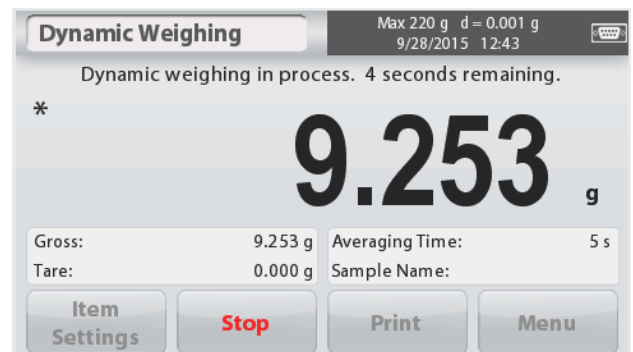 Dynamic Weighing
Max 220 g d = 0.001 g
9/28/2015 12:43
Dynamic weighing in process. 4 seconds remaining.
*
9.253 g
Gross: 9.253 g
Tare: 0.000 g
Averaging Time: 5 s
Sample Name:
Item
Settings
Stop
Print
Menu